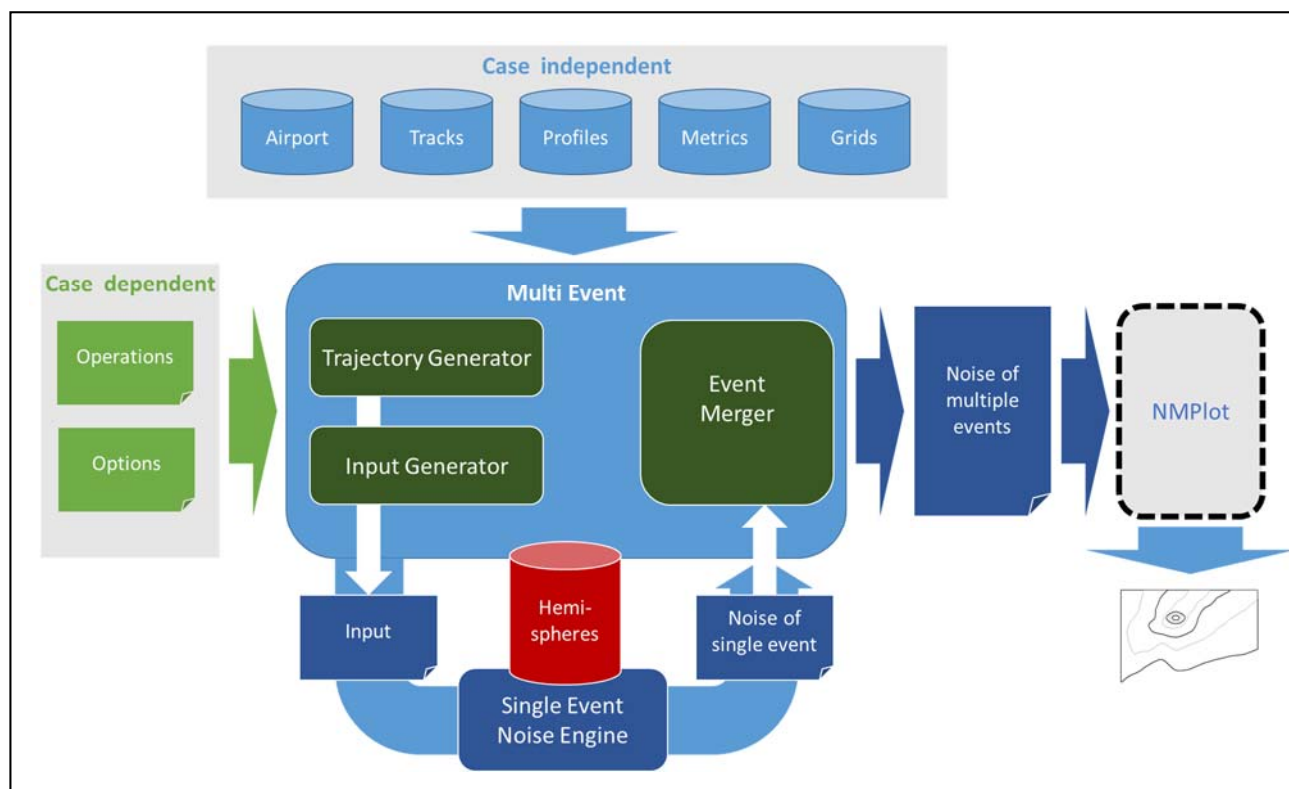 Case independent
Airport
Tracks
Profiles
Metrics
Grids
Case dependent
Operations
Options
Multi Event
Trajectory Generator
Input Generator
Event
Merger
Noise of
multiple
events
NMPlot
Input
Hemi-
spheres
Noise of
single event
Single Event
Noise Engine